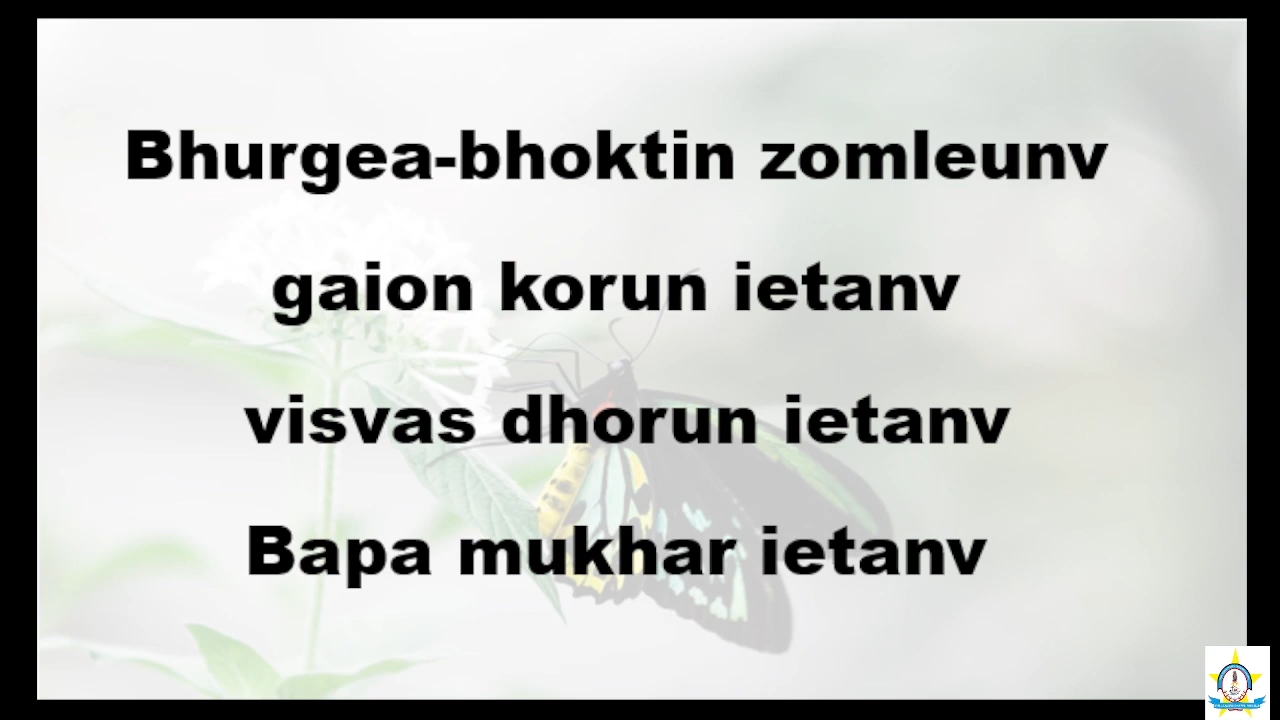 Bhurgea-bhoktin zomleunv
gaion korun ietanv
visvas dhorun ietanv
Bapa mukhar ietanv